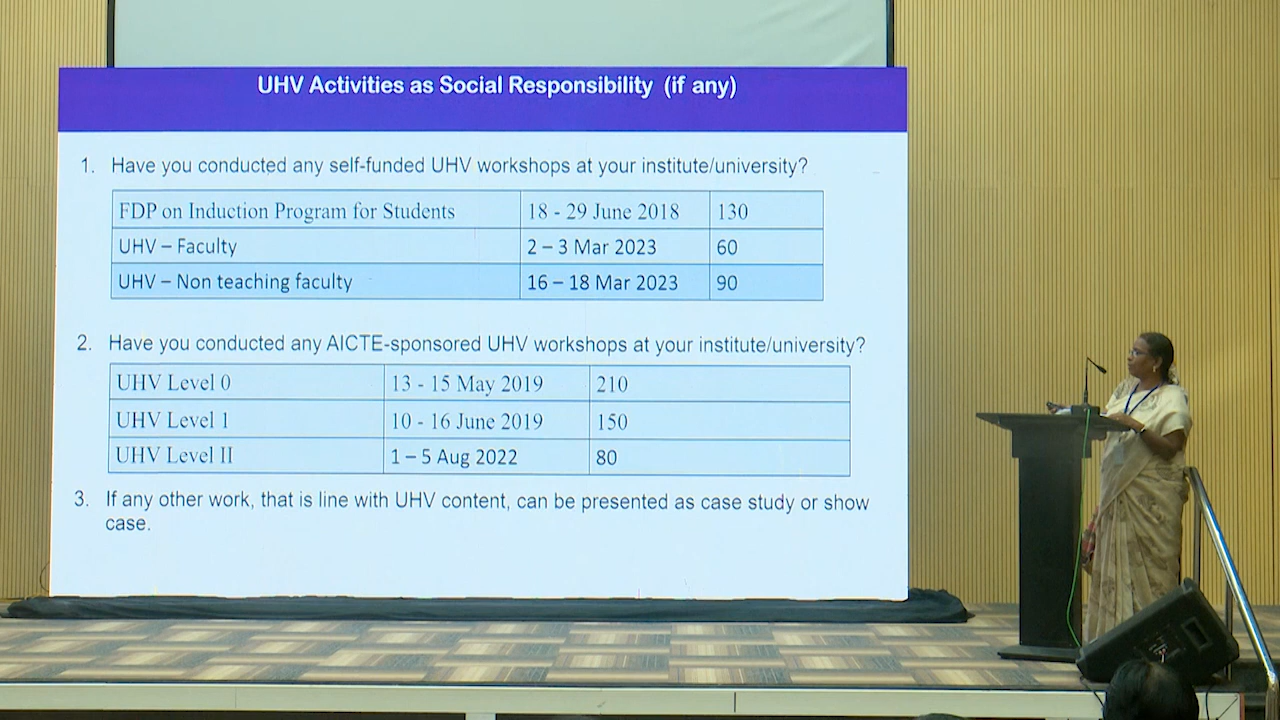 UHV Activities as Social Responsibility (if any)
1. Have you conducted any self-funded UHV workshops at your institute/university?
FDP on Induction Program for Students 18 - 29 June 2018 130
UHV – Faculty 2 – 3 Mar 2023 60
UHV – Non teaching faculty 16 – 18 Mar 2023 90
2. Have you conducted any AICTE-sponsored UHV workshops at your institute/university?
UHV Level 0 13 - 15 May 2019 210
UHV Level 1 10 - 16 June 2019 150
UHV Level II 1 – 5 Aug 2022 80
3. If any other work, that is line with UHV content, can be presented as case study or show
case.